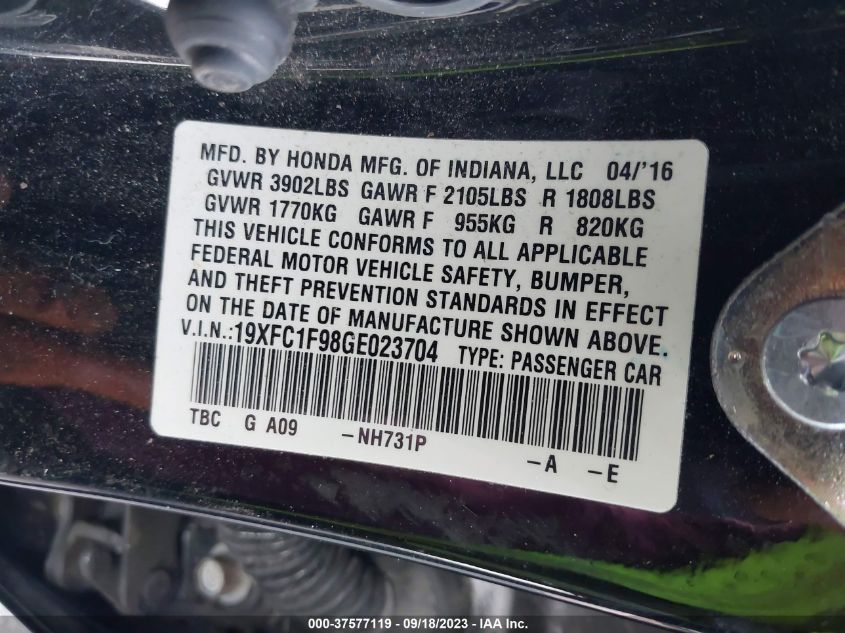 MFD. BY HONDA MFG. OF INDIANA, LLC 04/'16
GVWR 3902LBS GAWR F 2105LBS R 1808LBS
GVWR 1770KG GAWR F 955KG R 820KG
THIS VEHICLE CONFORMS TO ALL APPLICABLE
FEDERAL MOTOR VEHICLE SAFETY, BUMPER,
AND THEFT PREVENTION STANDARDS IN EFFECT
ON THE DATE OF MANUFACTURE SHOWN ABOVE.
V.I.N.:19XFC1F98GE023704 TYPE: PASSENGER CAR
TBC G A09 -NH731P -A -E
000-37577119 / 09/18/2023 - IAA Inc.